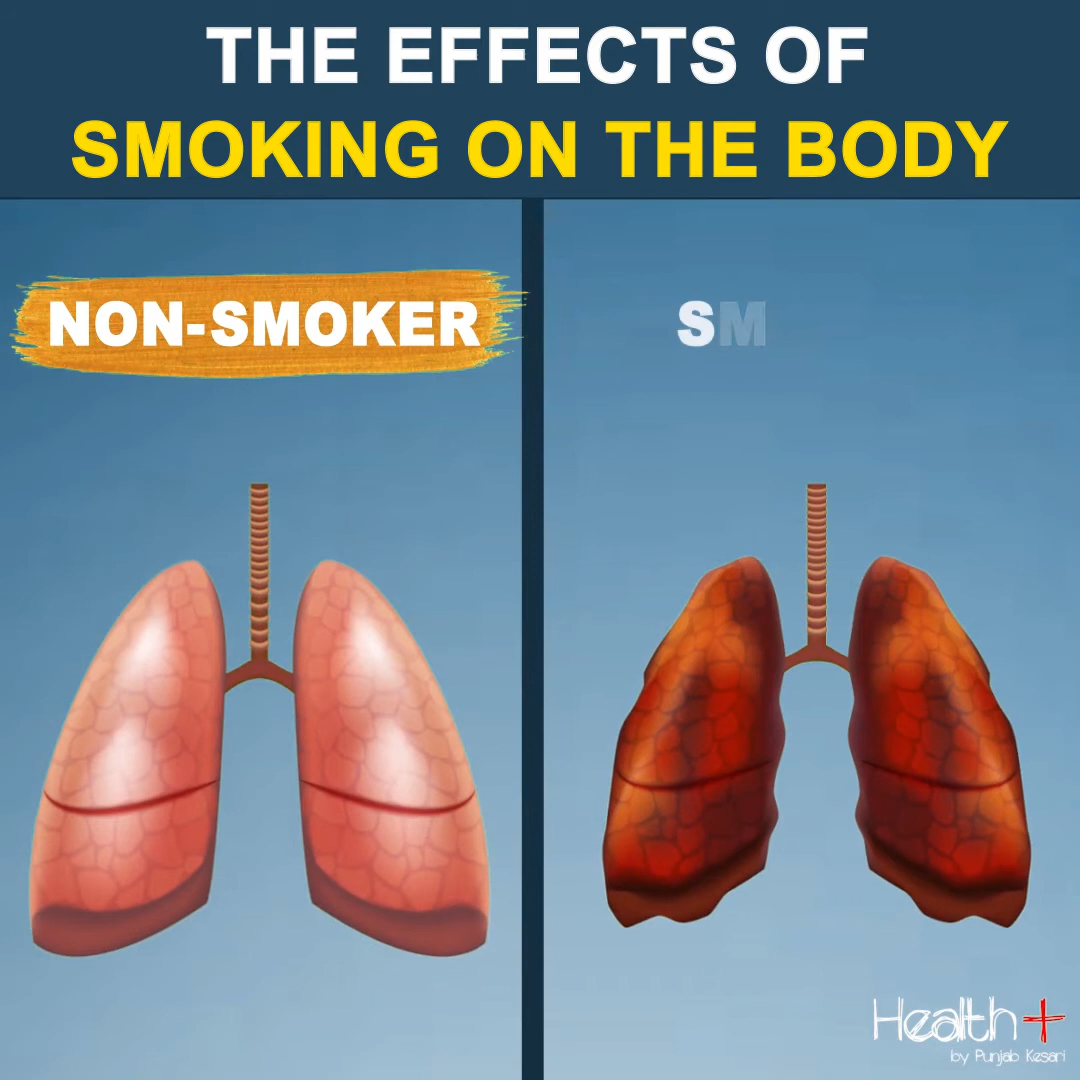 THE EFFECTS OF
SMOKING ON THE BODY
NON-SMOKER
SM
Health+
by Punjab Kesari